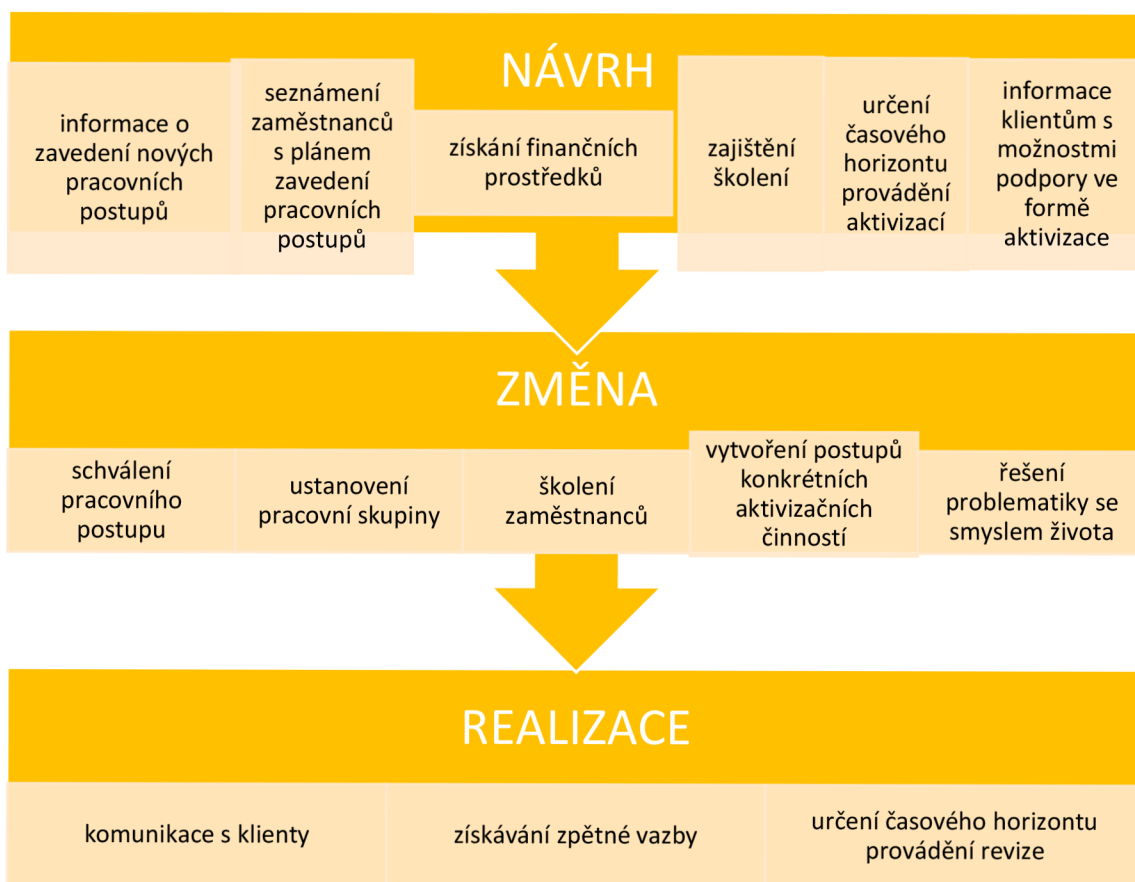 NÁVRH
informace o
zavedení nových
pracovních
postupů
seznámení
zaměstnanců
s plánem
zavedení
pracovních
postupů
získání finančních
prostředků
zajištění
školení
určení
časového
horizontu
provádění
aktivizací
informace
klientům s
možnostmi
podpory ve
formě
aktivizace
ZMĚNA
schválení
pracovního
postupu
ustanovení
pracovní skupiny
školení
zaměstnanců
vytvoření postupů
konkrétních
aktivizačních
činností
řešení
problematiky se
smyslem života
REALIZACE
komunikace s klienty
získávání zpětné vazby
určení časového horizontu
provádění revize